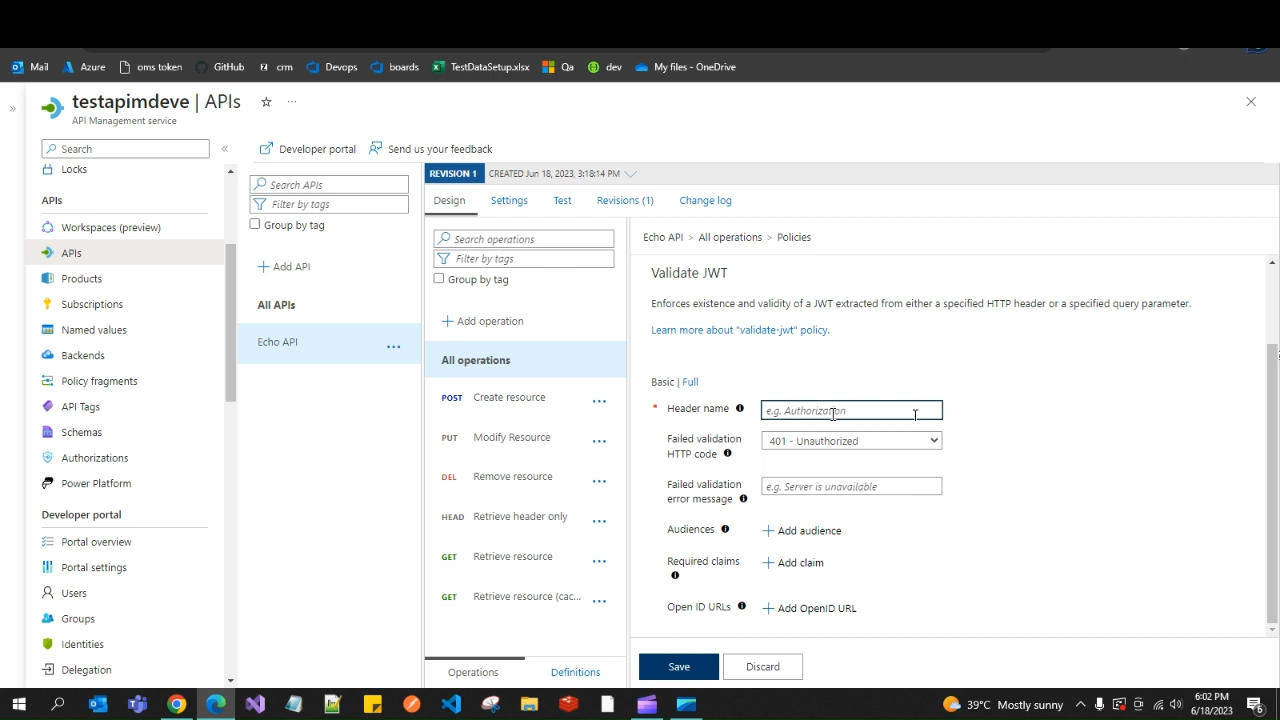 Mail
Azure
oms token
GitHub
crm
Devops
boards
TestDataSetup.xlsx
Qa
dev
My files - OneDrive
testapimdeve | APIs
API Management service
Search
Developer portal
Send us your feedback
Locks
APIs
Workspaces (preview)
APIs
Products
Subscriptions
Named values
Backends
Policy fragments
API Tags
Schemas
Authorizations
Power Platform
Developer portal
Portal overview
Portal settings
Users
Groups
Identities
Delegation
Search APIs
Filter by tags
Group by tag
Add API
All APIs
Echo API
REVISION 1
CREATED Jun 18, 2023, 3:18:14 PM
Design
Settings
Test
Revisions (1)
Change log
Search operations
Filter by tags
Group by tag
Add operation
All operations
POST Create resource
PUT Modify Resource
DEL Remove resource
HEAD Retrieve header only
GET Retrieve resource
GET Retrieve resource (cac...
Operations
Definitions
Echo API > All operations > Policies
Validate JWT
Enforces existence and validity of a JWT extracted from either a specified HTTP header or a specified query parameter.
Learn more about "validate-jwt" policy.
Basic | Full
* Header name
e.g. Authorization
Failed validation
HTTP code
401 - Unauthorized
Failed validation
error message
e.g. Server is unavailable
Audiences
Add audience
Required claims
Add claim
Open ID URLs
Add OpenID URL
Save
Discard
39°C Mostly sunny
6:02 PM
6/18/2023
6